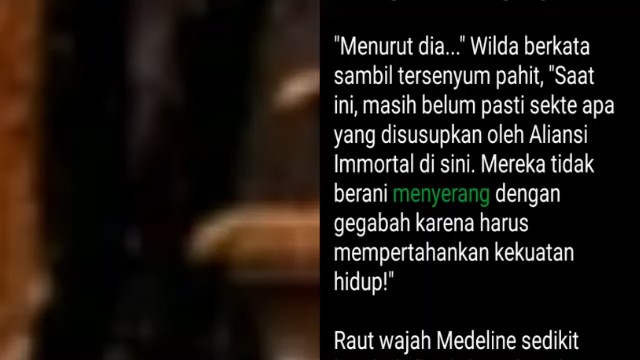 "Menurut dia..." Wilda berkata
sambil tersenyum pahit, "Saat
ini, masih belum pasti sekte apa
yang disusupkan oleh Aliansi
Immortal di sini. Mereka tidak
berani menyerang dengan
gegabah karena harus
mempertahankan kekuatan
hidup!"
Raut wajah Medeline sedikit